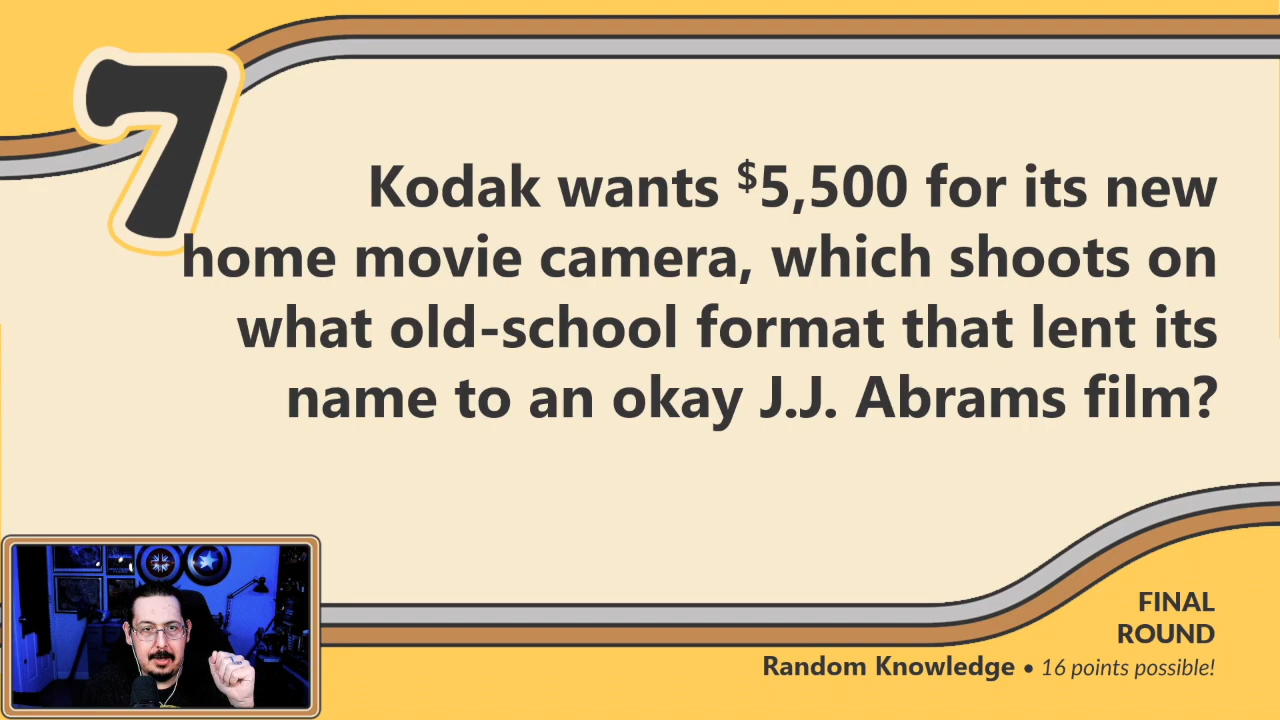 7
Kodak wants $5,500 for its new
home movie camera, which shoots on
what old-school format that lent its
name to an okay J.J. Abrams film?
FINAL
ROUND
Random Knowledge • 16 points possible!